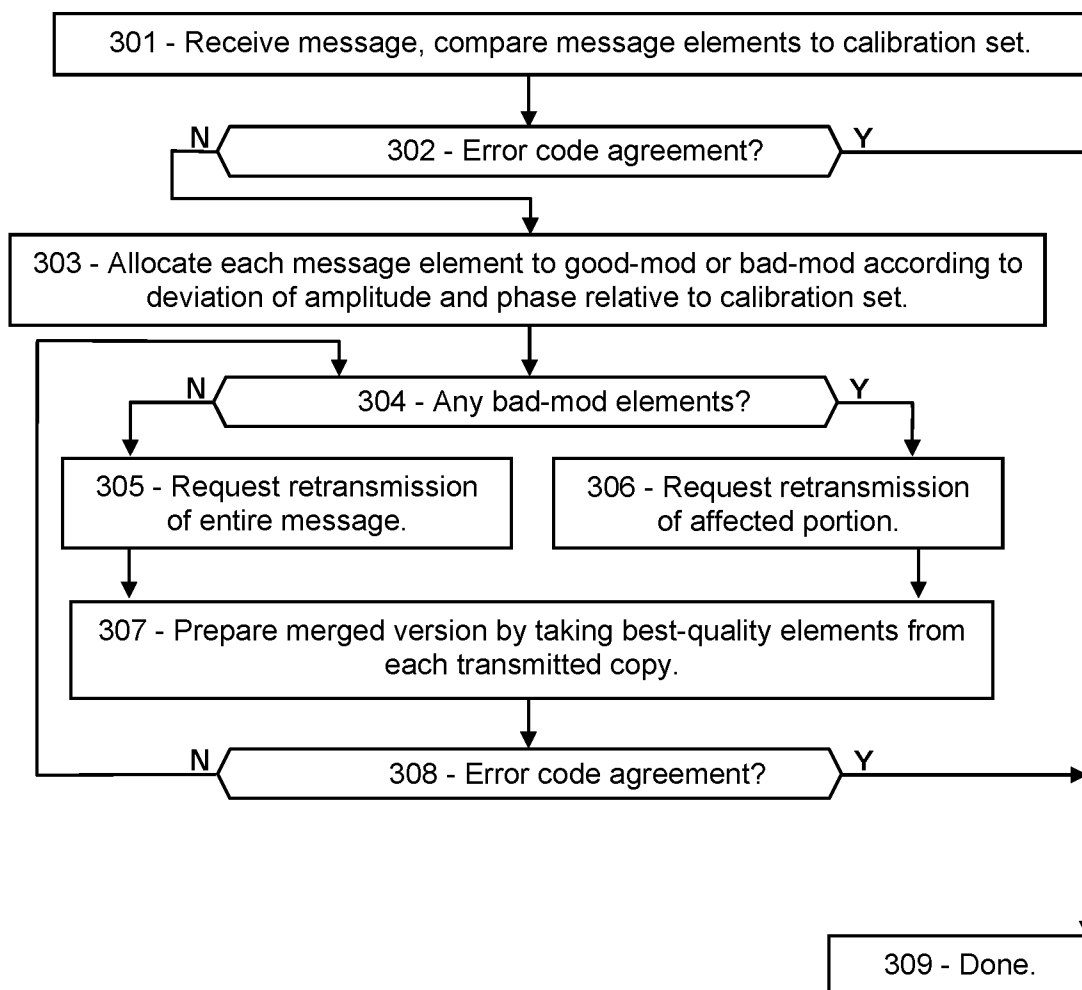 301 - Receive message, compare message elements to calibration set.
N
Y
302 - Error code agreement?
303 - Allocate each message element to good-mod or bad-mod according to
deviation of amplitude and phase relative to calibration set.
N
Y
304 - Any bad-mod elements?
305 - Request retransmission
of entire message.
306 - Request retransmission
of affected portion.
307 - Prepare merged version by taking best-quality elements from
each transmitted copy.
N
Y
308 - Error code agreement?
309 - Done.